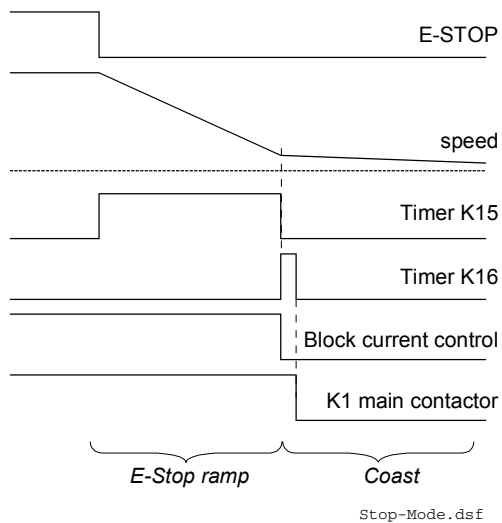 E-STOP
speed
Timer K15
Timer K16
Block current control
K1 main contactor
E-Stop ramp
Coast
Stop-Mode.dsf